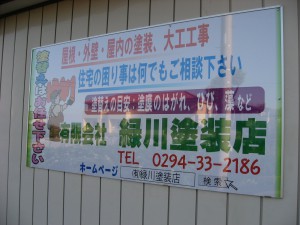 屋根・外壁・屋内の塗装、大工工事
住宅の困り事は何でもご相談下さい
塗替えの目安・塗膜のはがれ、ひび、藻など
有限会社 緑川塗装店
TEL 0294-33-2186
ホームページ (有)緑川塗装店 検索